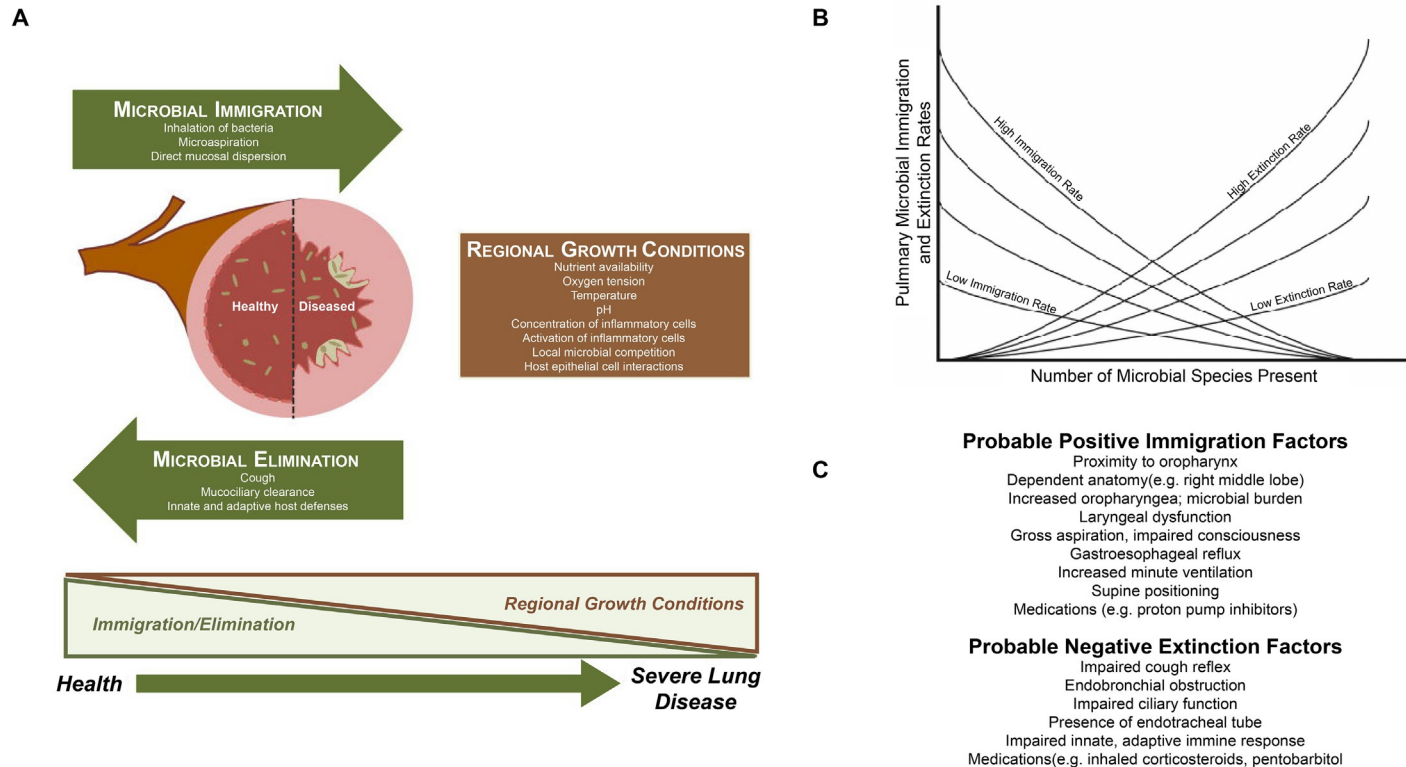 A
MICROBIAL IMMIGRATION
Inhalation of bacteria
Microaspiration
Direct mucosal dispersion
Healthy
Diseased
REGIONAL GROWTH CONDITIONS
Nutrient availability
Oxygen tension
Temperature
pH
Concentration of inflammatory cells
Activation of inflammatory cells
Local microbial competition
Host epithelial cell interactions
MICROBIAL ELIMINATION
Cough
Mucociliary clearance
Innate and adaptive host defenses
Regional Growth Conditions
Immigration/Elimination
Health
Severe Lung
Disease
B
Pulmnary Microbial Immigration
and Extinction Rates
High Immigration Rate
High Extinction Rate
Low Immigration Rate
Low Extinction Rate
Number of Microbial Species Present
C
Probable Positive Immigration Factors
Proximity to oropharynx
Dependent anatomy(e.g. right middle lobe)
Increased oropharyngea; microbial burden
Laryngeal dysfunction
Gross aspiration, impaired consciousness
Gastroesophageal reflux
Increased minute ventilation
Supine positioning
Medications (e.g. proton pump inhibitors)
Probable Negative Extinction Factors
Impaired cough reflex
Endobronchial obstruction
Impaired ciliary function
Presence of endotracheal tube
Impaired innate, adaptive immine response
Medications(e.g. inhaled corticosteroids, pentobarbitol